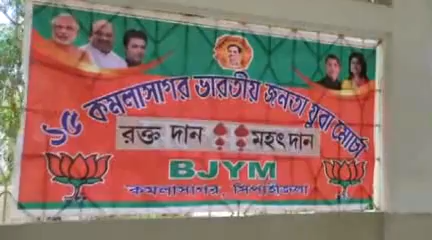 ১৫ কমলাসাগর ভারতীয় জনতা যুবা মোর্চা
রক্ত দান মহৎ দান
BJYM
কমলাসাগর, সিপাহীজলা